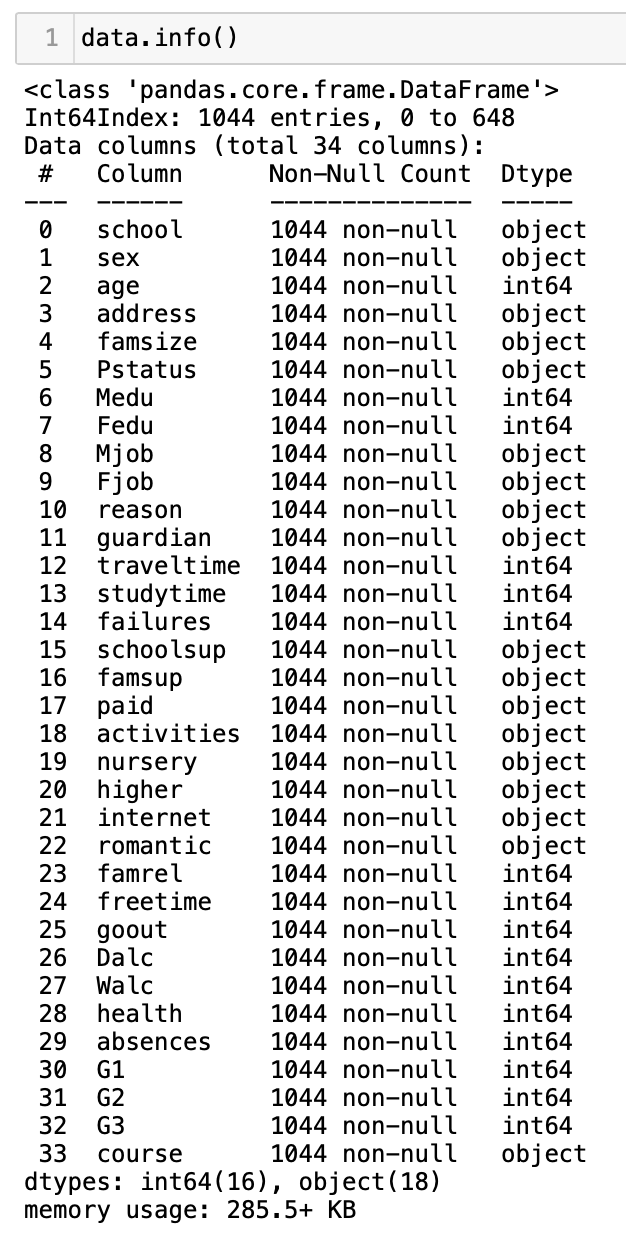 1 data.info()
<class 'pandas.core.frame.DataFrame'>
Int64Index: 1044 entries, 0 to 648
Data columns (total 34 columns):
# Column Non-Null Count Dtype
--- ------ -------------- -----
0 school 1044 non-null object
1 sex 1044 non-null object
2 age 1044 non-null int64
3 address 1044 non-null object
4 famsize 1044 non-null object
5 Pstatus 1044 non-null object
6 Medu 1044 non-null int64
7 Fedu 1044 non-null int64
8 Mjob 1044 non-null object
9 Fjob 1044 non-null object
10 reason 1044 non-null object
11 guardian 1044 non-null object
12 traveltime 1044 non-null int64
13 studytime 1044 non-null int64
14 failures 1044 non-null int64
15 schoolsup 1044 non-null object
16 famsup 1044 non-null object
17 paid 1044 non-null object
18 activities 1044 non-null object
19 nursery 1044 non-null object
20 higher 1044 non-null object
21 internet 1044 non-null object
22 romantic 1044 non-null object
23 famrel 1044 non-null int64
24 freetime 1044 non-null int64
25 goout 1044 non-null int64
26 Dalc 1044 non-null int64
27 Walc 1044 non-null int64
28 health 1044 non-null int64
29 absences 1044 non-null int64
30 G1 1044 non-null int64
31 G2 1044 non-null int64
32 G3 1044 non-null int64
33 course 1044 non-null object
dtypes: int64(16), object(18)
memory usage: 285.5+ KB